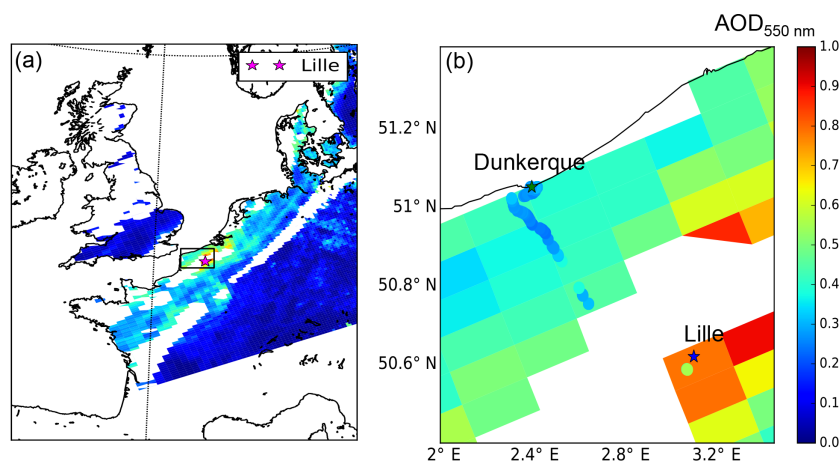 AOD550 nm
(a)
Lille
(b)
1.0
0.9
0.8
0.7
0.6
0.5
0.4
0.3
0.2
0.1
0.0
51.2° N
51° N
50.8° N
50.6° N
Dunkerque
Lille
2° E
2.4° E
2.8° E
3.2° E